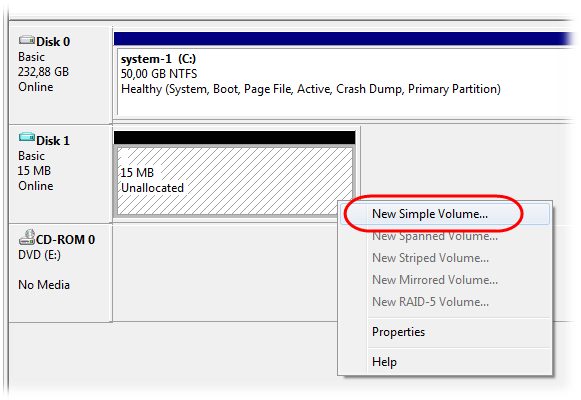 Disk 0
Basic
232,88 GB
Online
system-1 (C:)
50,00 GB NTFS
Healthy (System, Boot, Page File, Active, Crash Dump, Primary Partition)
Disk 1
Basic
15 MB
Online
15 MB
Unallocated
CD-ROM 0
DVD (E:)
No Media
New Simple Volume...
New Spanned Volume...
New Striped Volume...
New Mirrored Volume...
New RAID-5 Volume...
Properties
Help